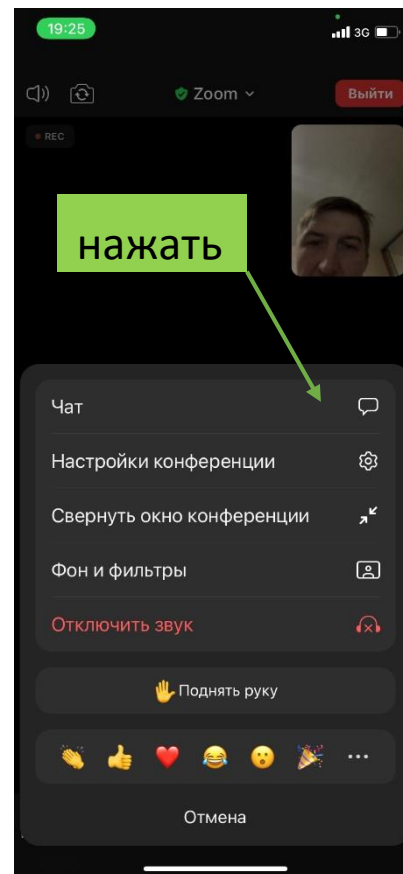 19:25
3G
Zoom
Выйти
REC
нажать
Чат
Настройки конференции
Свернуть окно конференции
Фон и фильтры
Отключить звук
Поднять руку
Отмена